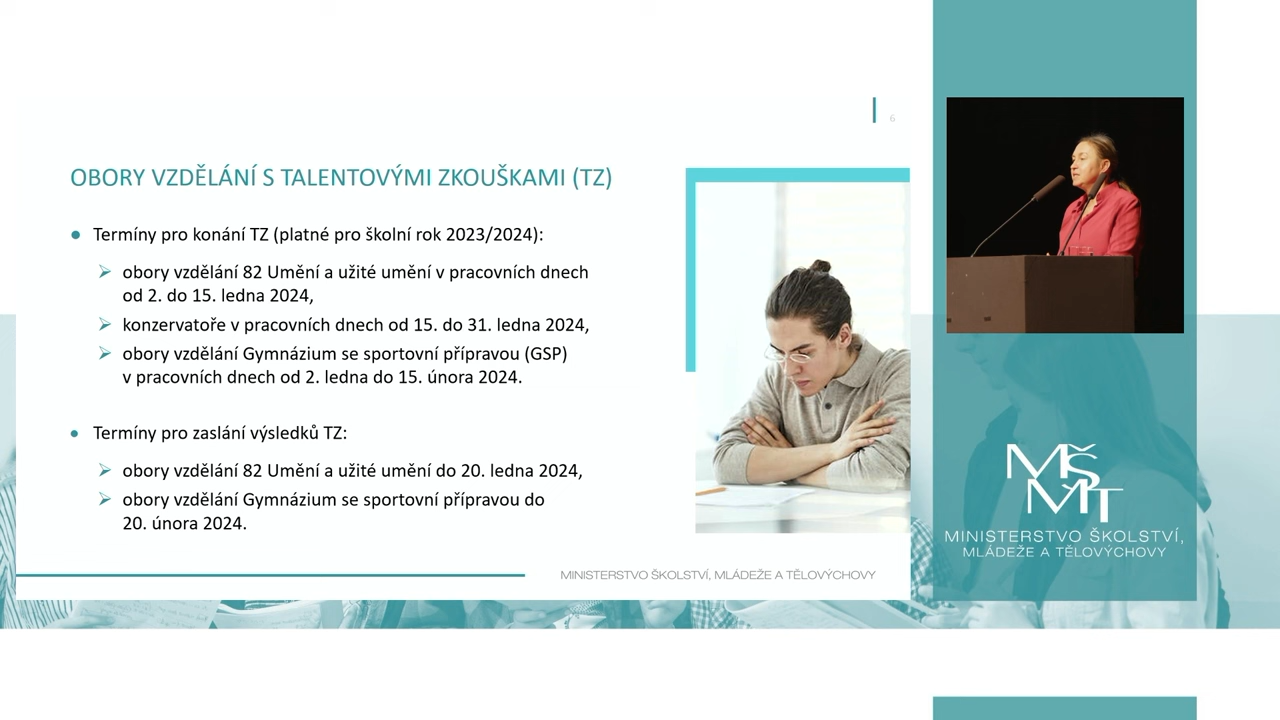 6
OBORY VZDĚLÁNÍ S TALENTOVÝMI ZKOUŠKAMI (TZ)
Termíny pro konání TZ (platné pro školní rok 2023/2024):
obory vzdělání 82 Umění a užité umění v pracovních dnech
od 2. do 15. ledna 2024,
konzervatoře v pracovních dnech od 15. do 31. ledna 2024,
obory vzdělání Gymnázium se sportovní přípravou (GSP)
v pracovních dnech od 2. ledna do 15. února 2024.
Termíny pro zaslání výsledků TZ:
obory vzdělání 82 Umění a užité umění do 20. ledna 2024,
obory vzdělání Gymnázium se sportovní přípravou do
20. února 2024.
MINISTERSTVO ŠKOLSTVÍ, MLÁDEŽE A TĚLOVÝCHOVY
MŠ
MT
MINISTERSTVO ŠKOLSTVÍ,
MLÁDEŽE A TĚLOVÝCHOVY